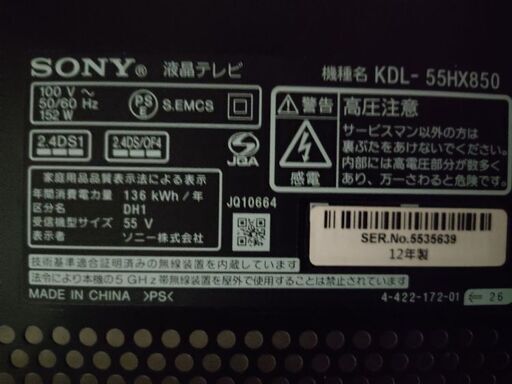 SONY® 液晶テレビ
機種名 KDL- 55HX850
100 V～
50/60 Hz
152 W
PS
E
S.EMCS
2.4DS1
2.4DS/OF4
JQA
警告
感電
高圧注意
サービスマン以外の方は
裏ぶたをあけないでください。
内部には高電圧部分が数多く
あり、万一さわると危険です。
家庭用品品質表示法による表示
年間消費電力量 136 kWh/年
区分名 DH1
受信機型サイズ 55 V
表示者 ソニー株式会社
JQ10664
SER.No.5535639
12年製
技術基準適合証明済みの無線装置を内蔵しています
法令により本機の5GHz帯無線装置を屋外で使用することは禁止されています
MADE IN CHINA >PS<
4-422-172-01
26